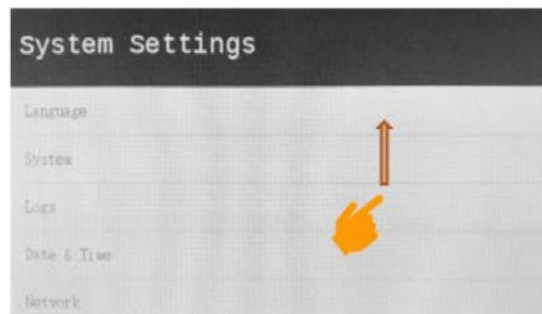 System Settings
Language
System
Logs
Date & Time
Network